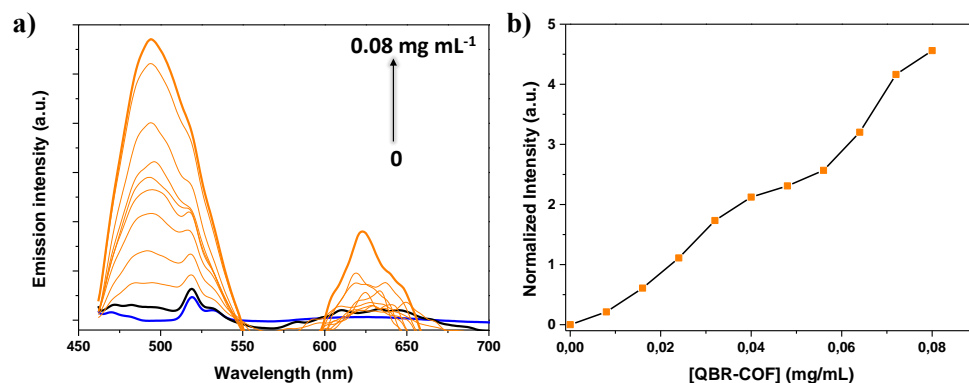 a)
0.08 mg mL-1
0
Emission intensity (a.u.)
450 500 550 600 650 700
Wavelength (nm)
b)
Normalized Intensity (a.u.)
5
4
3
2
1
0
0,00 0,02 0,04 0,06 0,08
[QBR-COF] (mg/mL)